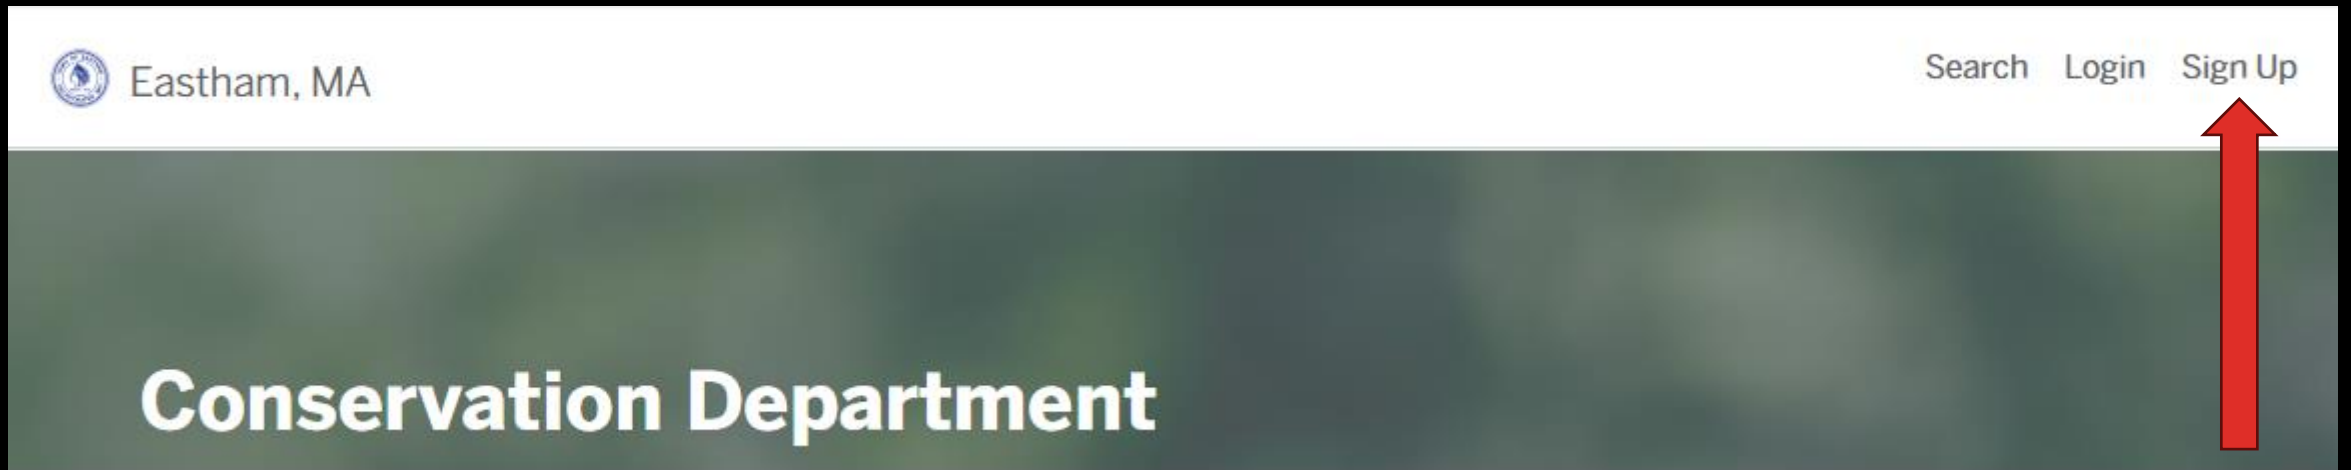 Eastham, MA
Search Login Sign Up
Conservation Department